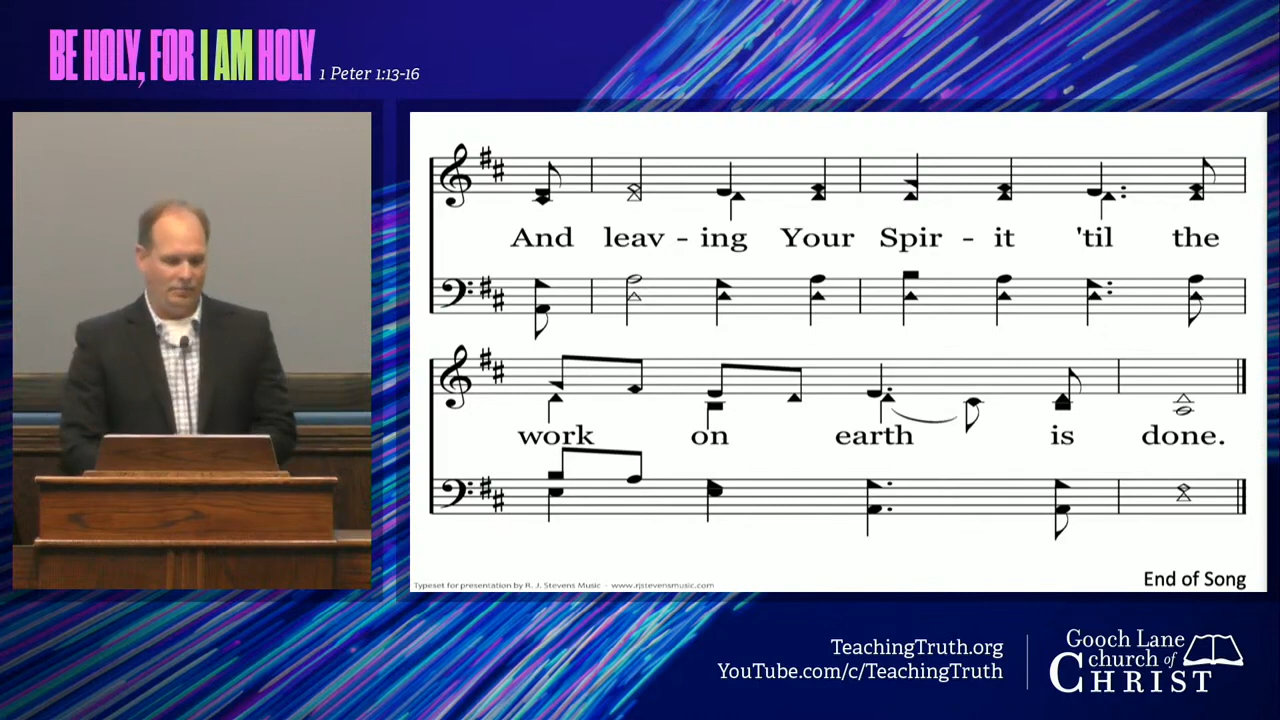 BE HOLY, FOR I AM HOLY 1 Peter 1:13-16
And leav - ing Your Spir - it 'til the
work on earth is done.
Typeset for presentation by R. J. Stevens Music - www.rjstevensmusic.com
End of Song
TeachingTruth.org
YouTube.com/c/TeachingTruth
Gooch Lane
church of
CHRIST